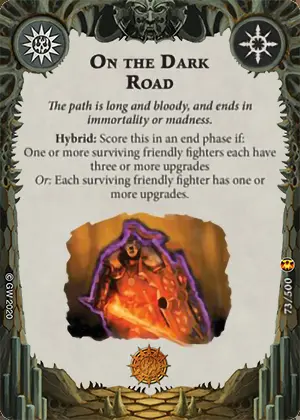 On the Dark
Road
The path is long and bloody, and ends in
immortality or madness.
Hybrid: Score this in an end phase if:
One or more surviving friendly fighters each have
three or more upgrades
Or: Each surviving friendly fighter has one or
more upgrades.
© GW 2020
73/500